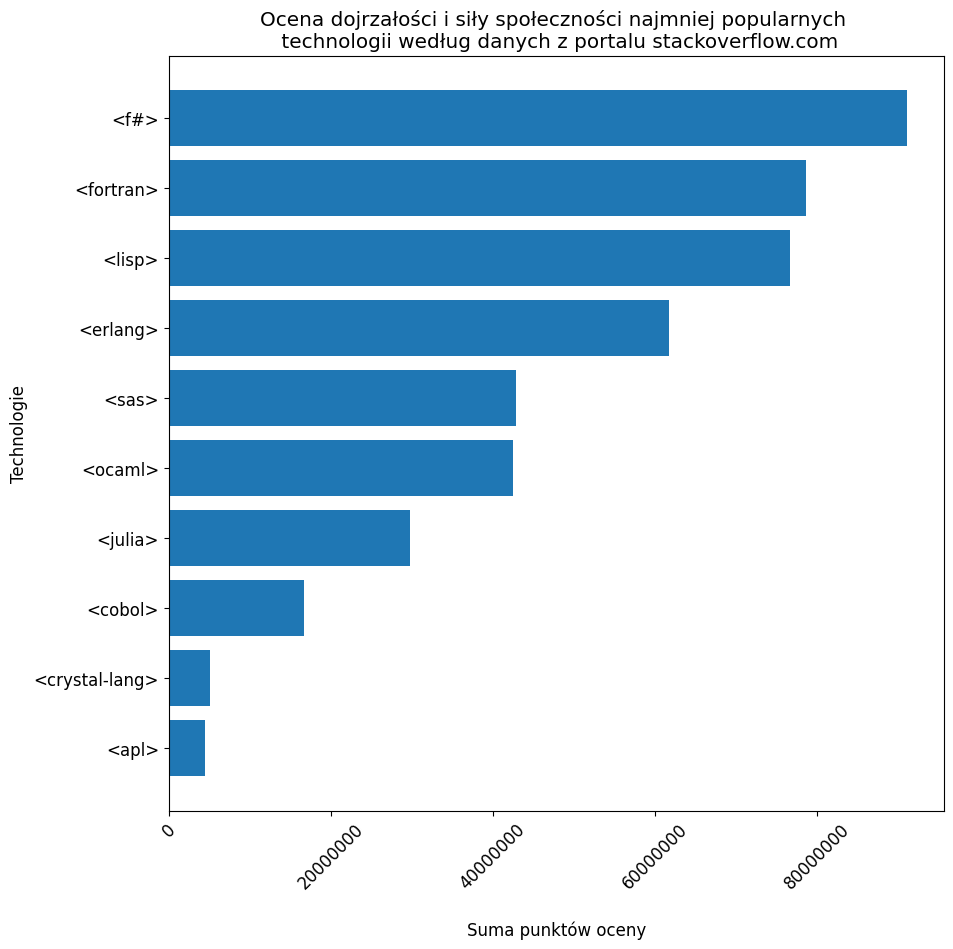 Ocena dojrzałości i siły społeczności najmniej popularnych
technologii według danych z portalu stackoverflow.com
<f#>
<fortran>
<lisp>
<erlang>
<sas>
<ocaml>
<julia>
<cobol>
<crystal-lang>
<apl>
Technologie
0
20000000
40000000
60000000
80000000
Suma punktów oceny